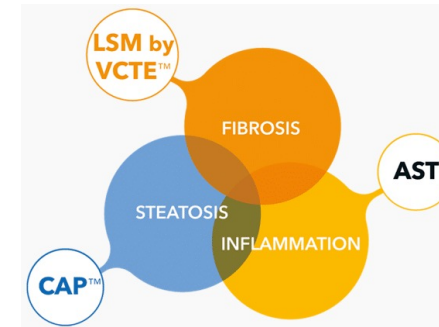 LSM by
VCTE™
FIBROSIS
AST
STEATOSIS
INFLAMMATION
CAP™